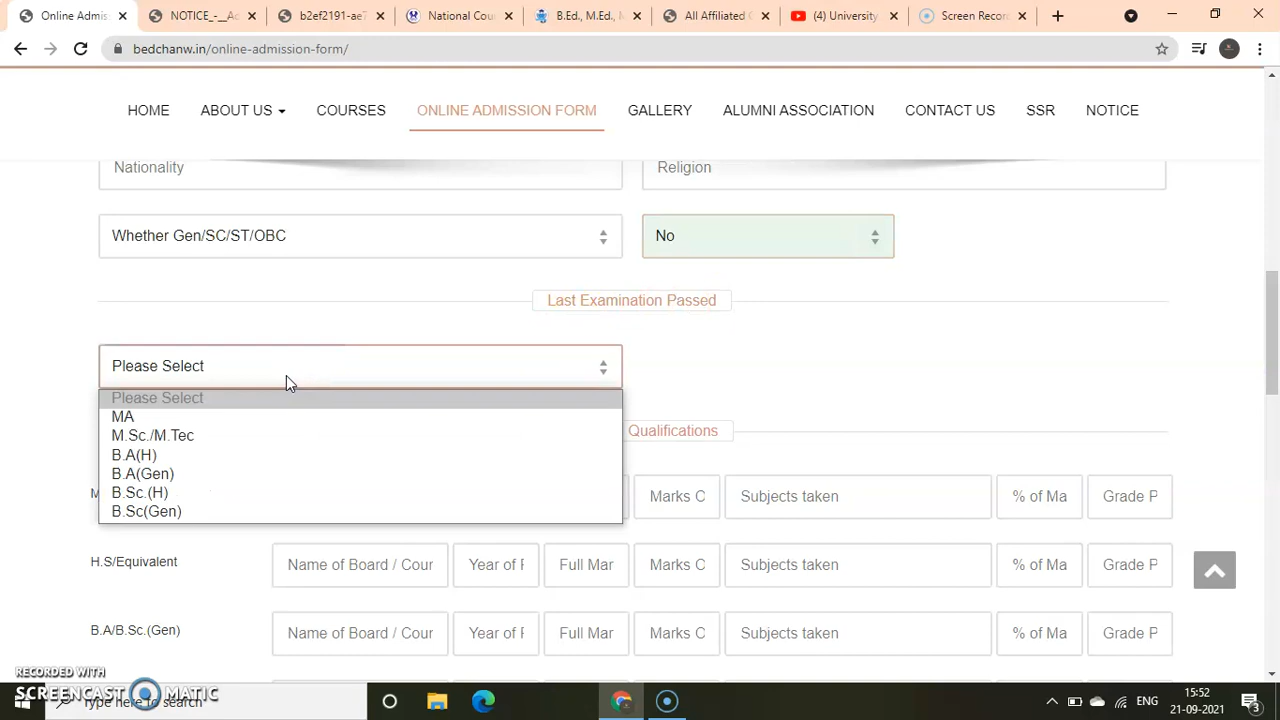 Online Admis:
NOTICE_-__A
b2ef2191-ae7
National Cou
B.Ed., M.Ed., M.
All Affiliated C
(4) University
Screen Recor
bedchanw.in/online-admission-form/
HOME ABOUT US COURSES ONLINE ADMISSION FORM GALLERY ALUMNI ASSOCIATION CONTACT US SSR NOTICE
Nationality Religion
Whether Gen/SC/ST/OBC No
Last Examination Passed
Please Select
Please Select
MA
M.Sc./M.Tec
Qualifications
B.A(H)
B.A(Gen)
B.Sc.(H)
B.Sc(Gen)
M Marks C Subjects taken % of Ma Grade P
H.S/Equivalent Name of Board / Cour Year of F Full Mar Marks C Subjects taken % of Ma Grade P
B.A/B.Sc.(Gen) Name of Board / Cour Year of F Full Mar Marks C Subjects taken % of Ma Grade P
RECORDED WITH
SCREENCAST MATIC
Type here to search
ENG
15:52
21-09-2021
3